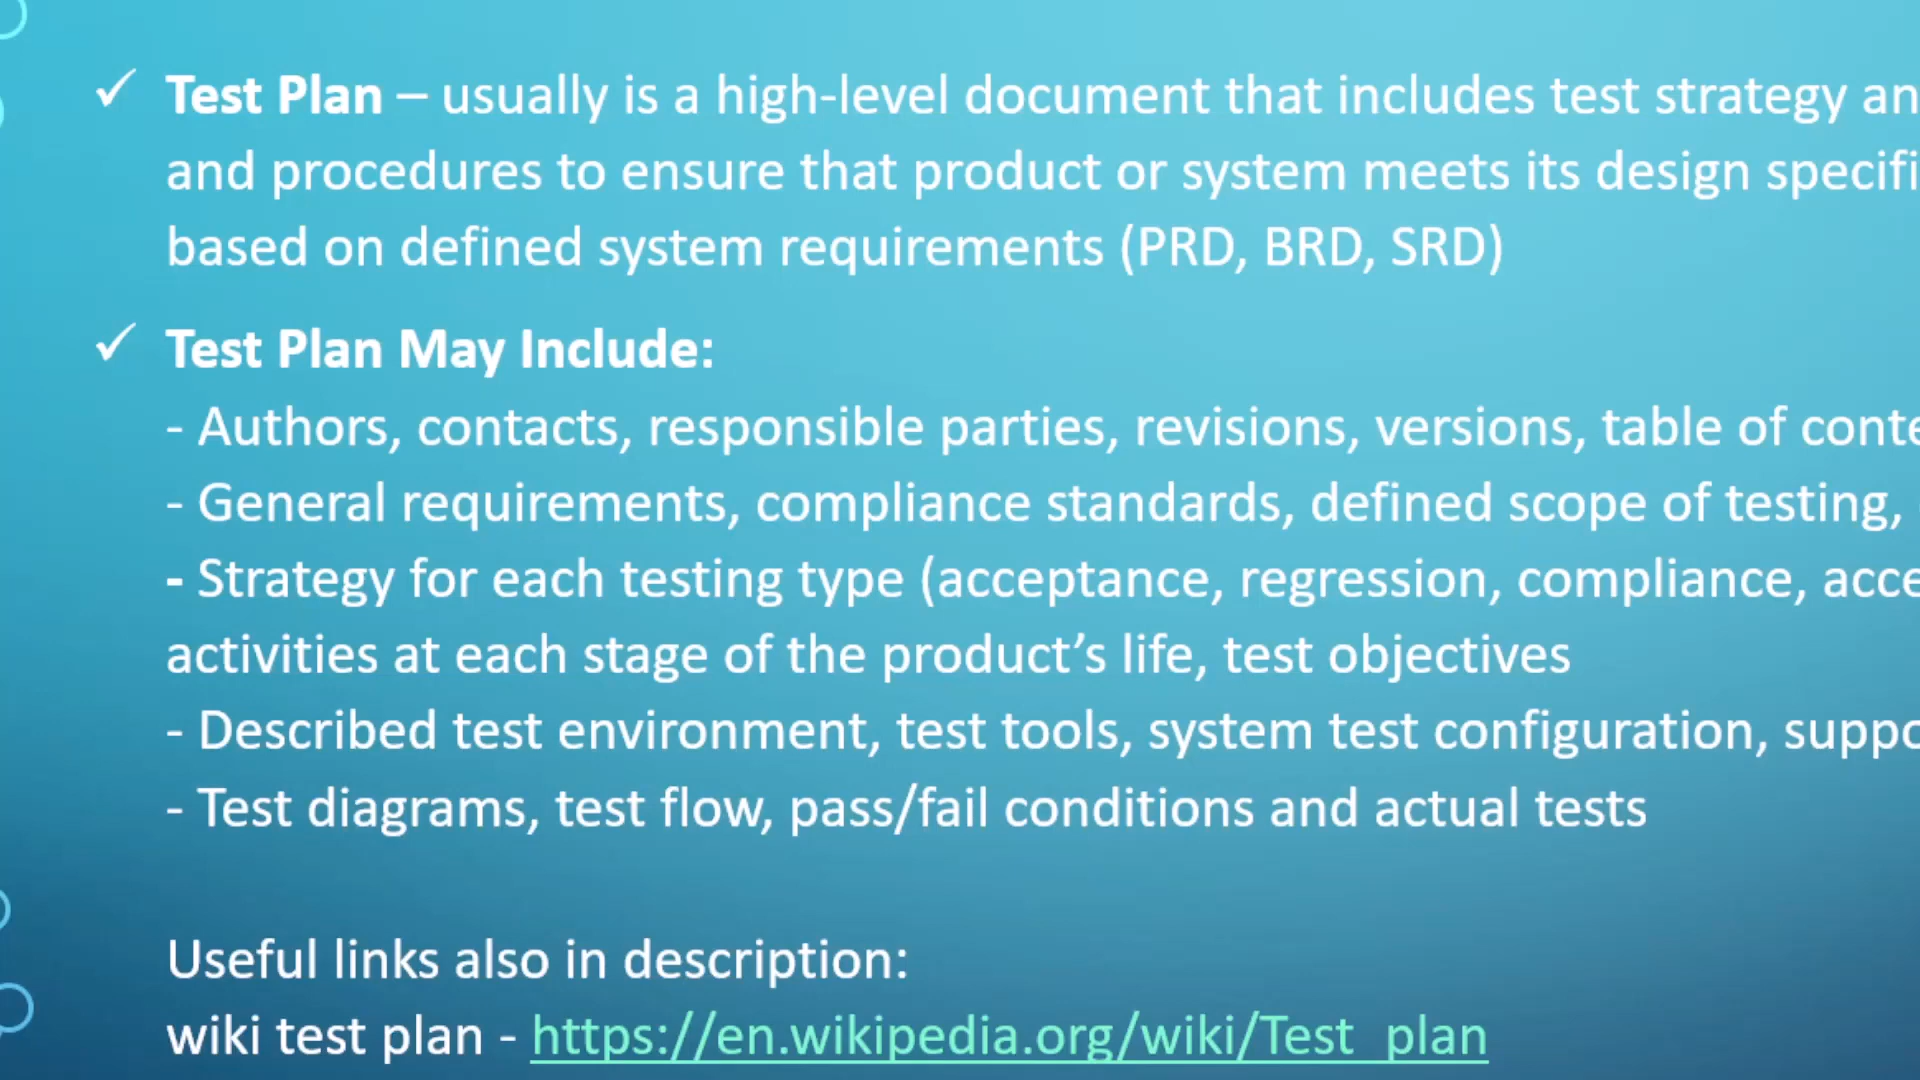 ✓ Test Plan – usually is a high-level document that includes test strategy
and procedures to ensure that product or system meets its design
based on defined system requirements (PRD, BRD, SRD)
✓ Test Plan May Include:
- Authors, contacts, responsible parties, revisions, versions, table of
- General requirements, compliance standards, defined scope of testing,
- Strategy for each testing type (acceptance, regression, compliance,
activities at each stage of the product’s life, test objectives
- Described test environment, test tools, system test configuration,
- Test diagrams, test flow, pass/fail conditions and actual tests
Useful links also in description:
wiki test plan - https://en.wikipedia.org/wiki/Test_plan